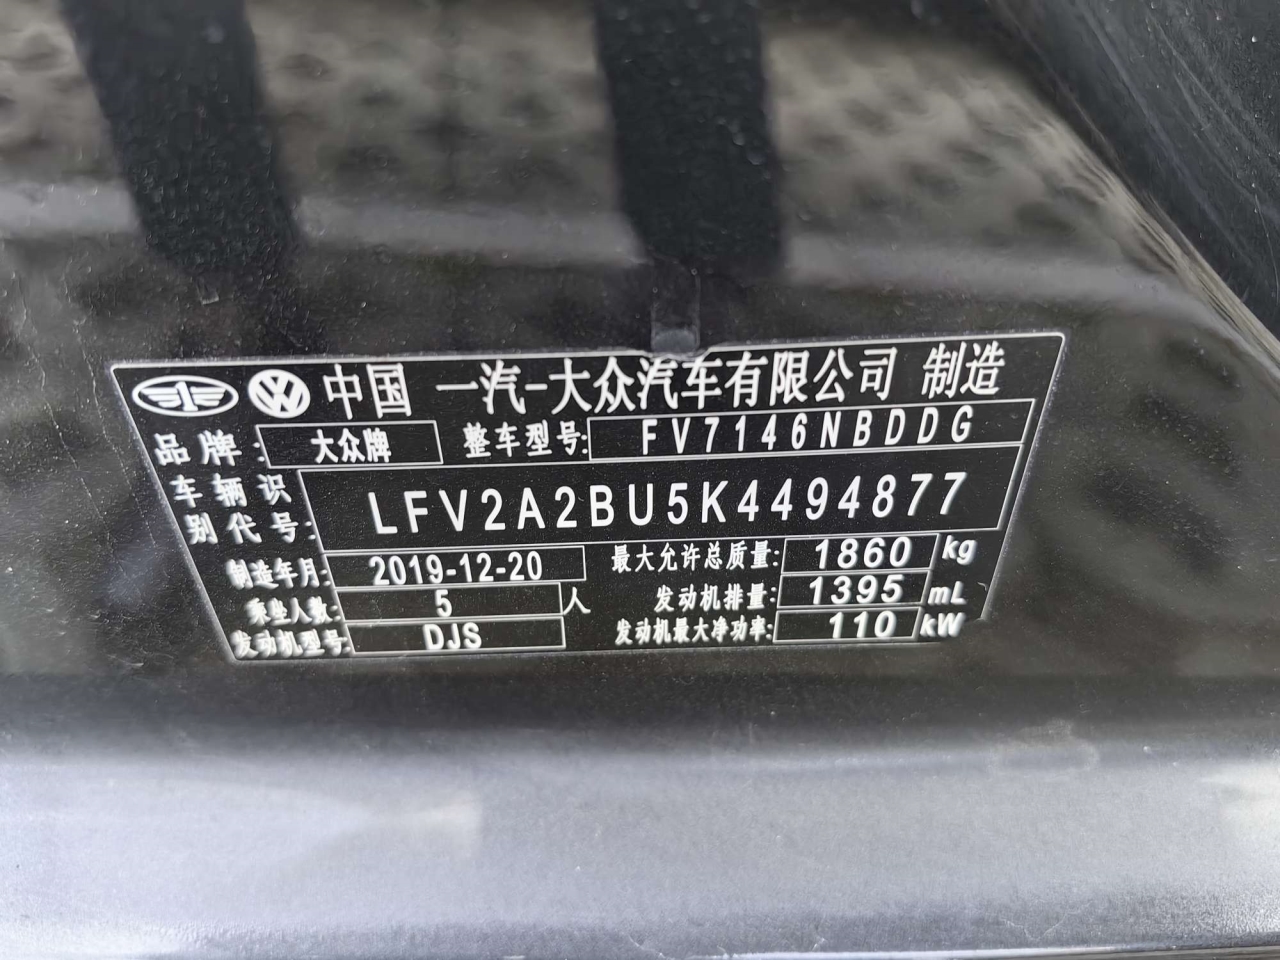 中国 一汽-大众汽车有限公司 制造
品牌: 大众牌 整车型号: FV7146NBDDG
车辆识别代号: LFV2A2BU5K4494877
制造年月: 2019-12-20 最大允许总质量: 1860 kg
乘坐人数: 5 人 发动机排量: 1395 mL
发动机型号: DJS 发动机最大净功率: 110 kW